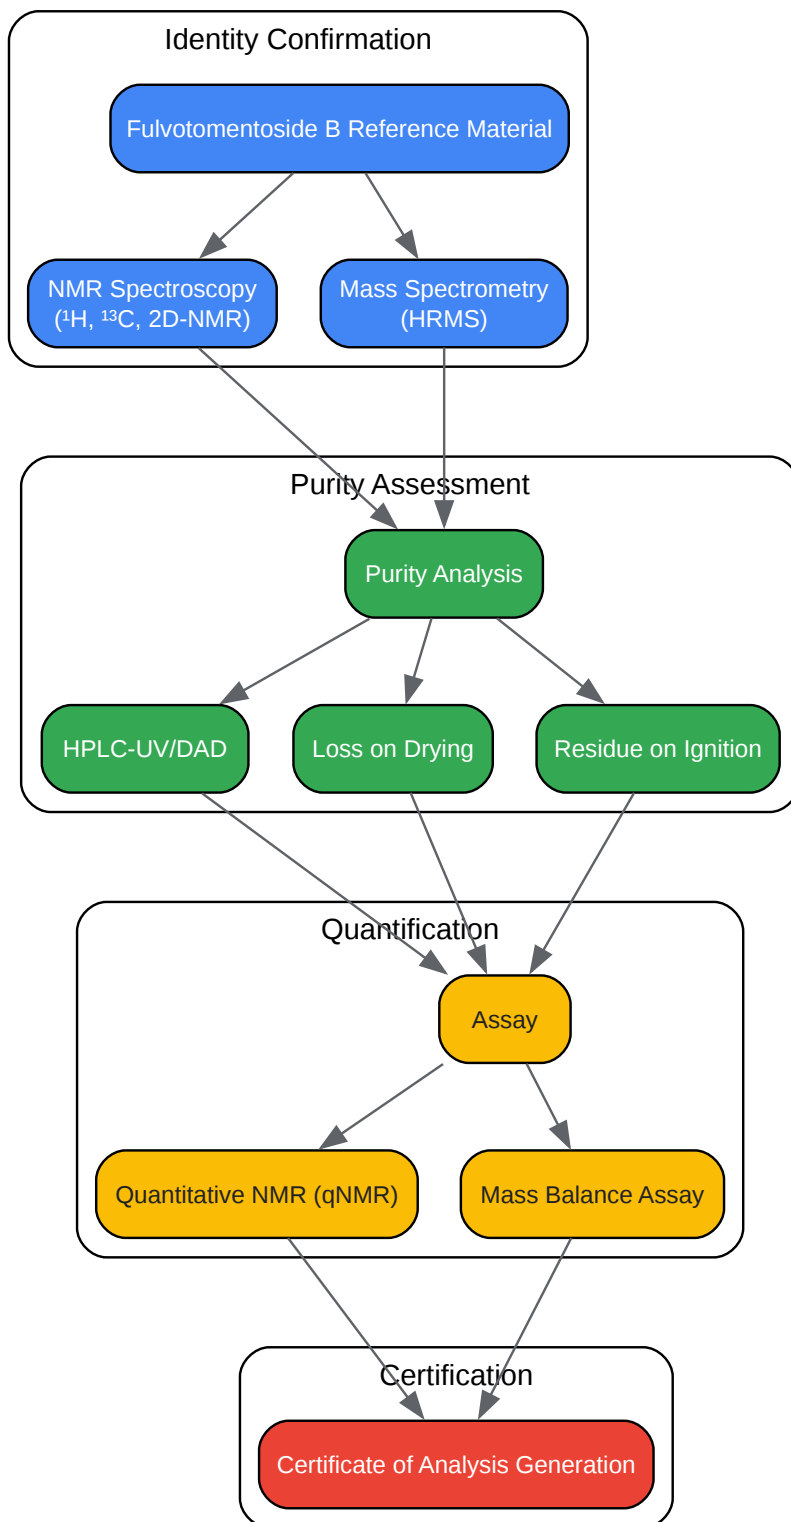 Identity Confirmation
Fulvotomentoside B Reference Material
NMR Spectroscopy
(¹H, ¹³C, 2D-NMR)
Mass Spectrometry
(HRMS)
Purity Assessment
Purity Analysis
HPLC-UV/DAD
Loss on Drying
Residue on Ignition
Quantification
Assay
Quantitative NMR (qNMR)
Mass Balance Assay
Certification
Certificate of Analysis Generation